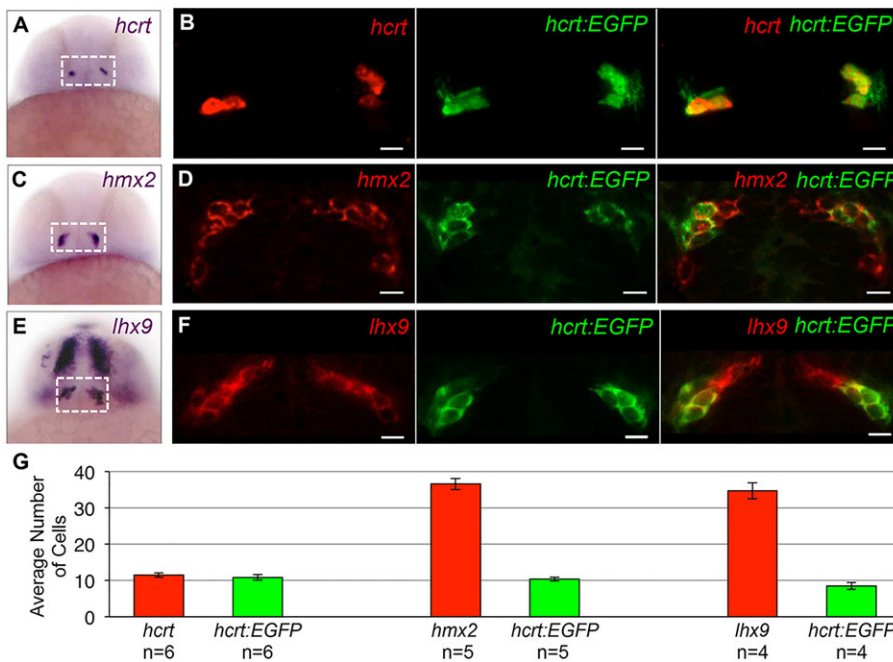 A hcrt
B hcrt hcrt:EGFP hcrt hcrt:EGFP
C hmx2
D hmx2 hcrt:EGFP hmx2 hcrt:EGFP
E lhx9
F lhx9 hcrt:EGFP lhx9 hcrt:EGFP
G
Average Number
of Cells
40
30
20
10
0
hcrt hcrt:EGFP hmx2 hcrt:EGFP lhx9 hcrt:EGFP
n=6 n=6 n=5 n=5 n=4 n=4